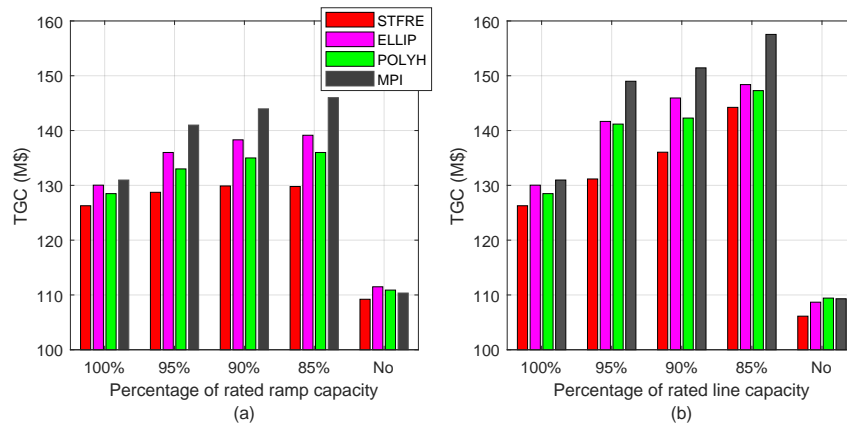 160
150
140
130
120
110
100
TGC (M$)
100% 95% 90% 85% No
Percentage of rated ramp capacity
(a)
STFRE
ELLIP
POLYH
MPI
160
150
140
130
120
110
100
TGC (M$)
100% 95% 90% 85% No
Percentage of rated line capacity
(b)